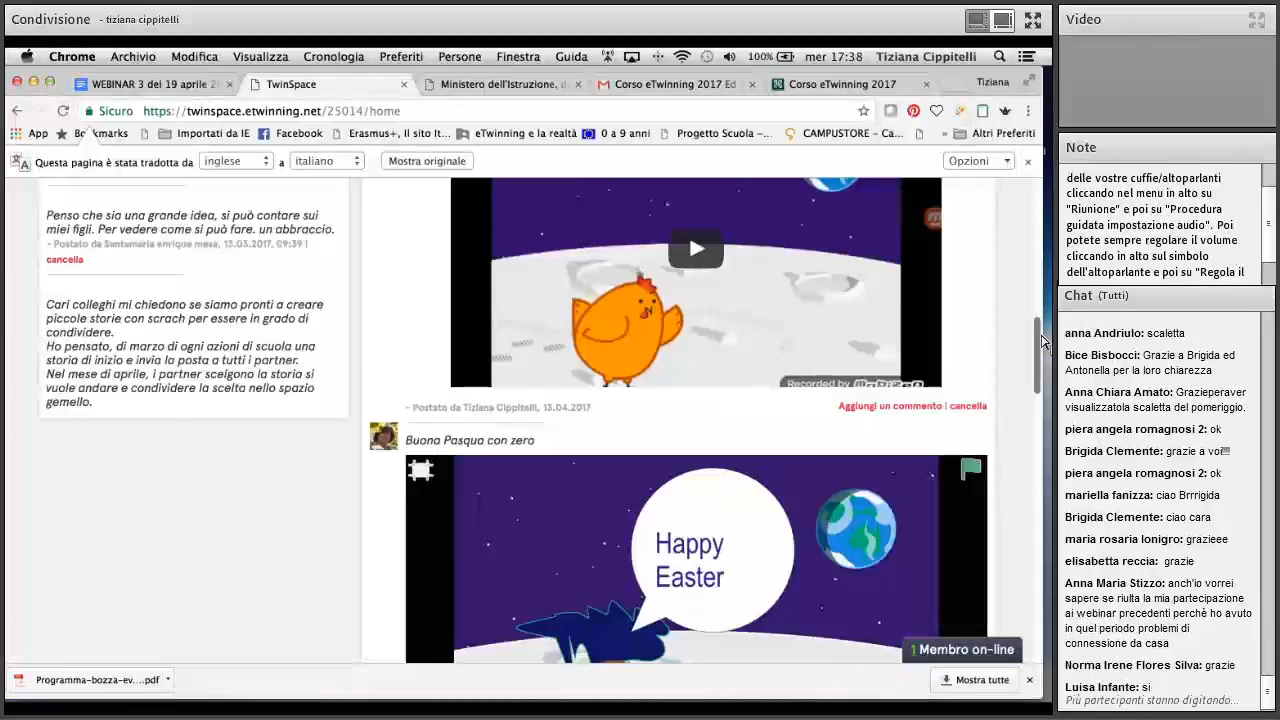 Condivisione - tiziana cippitelli
Chrome Archivio Modifica Visualizza Cronologia Preferiti Persone Finestra Guida 100% mer 17:38 Tiziana Cippitelli
WEBINAR 3 del 19 aprile 2
TwinSpace
Ministero dell'Istruzione, d
Corso eTwinning 2017 Ed
Corso eTwinning 2017
Tiziana
Sicuro https://twinspace.etwinning.net/25014/home
App Bookmarks Importati da IE Facebook Erasmus+, Il sito It... eTwinning e la realtà 0 a 9 anni Progetto Scuola –... CAMPUSTORE - Ca... » Altri Preferiti
Questa pagina è stata tradotta da inglese a italiano Mostra originale Opzioni
Penso che sia una grande idea, si può contare sui
miei figli. Per vedere come si può fare. un abbraccio.
- Postato da Suntumaria enrique mesa, 13.03.2017, 09:39 |
cancella
Cari colleghi mi chiedono se siamo pronti a creare
piccole storie con scrach per essere in grado di
condividere.
Ho pensato, di marzo di ogni azioni di scuola una
storia di inizio e invia la posta a tutti i partner.
Nel mese di aprile, i partner scelgono la storia si
vuole andare e condividere la scelta nello spazio
gemello.
Recorded by
- Postato da Tiziana Cippitelli, 13.04.2017
Aggiungi un commento | cancella
Buona Pasqua con zero
Happy
Easter
1 Membro on-line
Programma-bozza-ev....pdf
Mostra tutte
Video
Note
delle vostre cuffie/altoparlanti
cliccando nel menu in alto su
"Riunione" e poi su "Procedura
guidata impostazione audio". Poi
potete sempre regolare il volume
cliccando in alto sul simbolo
dell'altoparlante e poi su "Regola il
Chat (Tutti)
anna Andriulo: scaletta
Bice Bisbocci: Grazie a Brigida ed
Antonella per la loro chiarezza
Anna Chiara Amato: Grazieperaver
visualizzatola scaletta del pomeriggio.
piera angela romagnosi 2: ok
Brigida Clemente: grazie a voi
piera angela romagnosi 2: ok
mariella fanizza: ciao Brrrigida
Brigida Clemente: ciao cara
maria rosaria lonigro: grazieee
elisabetta reccia: grazie
Anna Maria Stizzo: anch'io vorrei
sapere se riulta la mia partecipazione
ai webinar precedenti perchè ho avuto
in quel periodo problemi di
connessione da casa
Norma Irene Flores Silva: grazie
Luisa Infante: si
Più partecipanti stanno digitando...